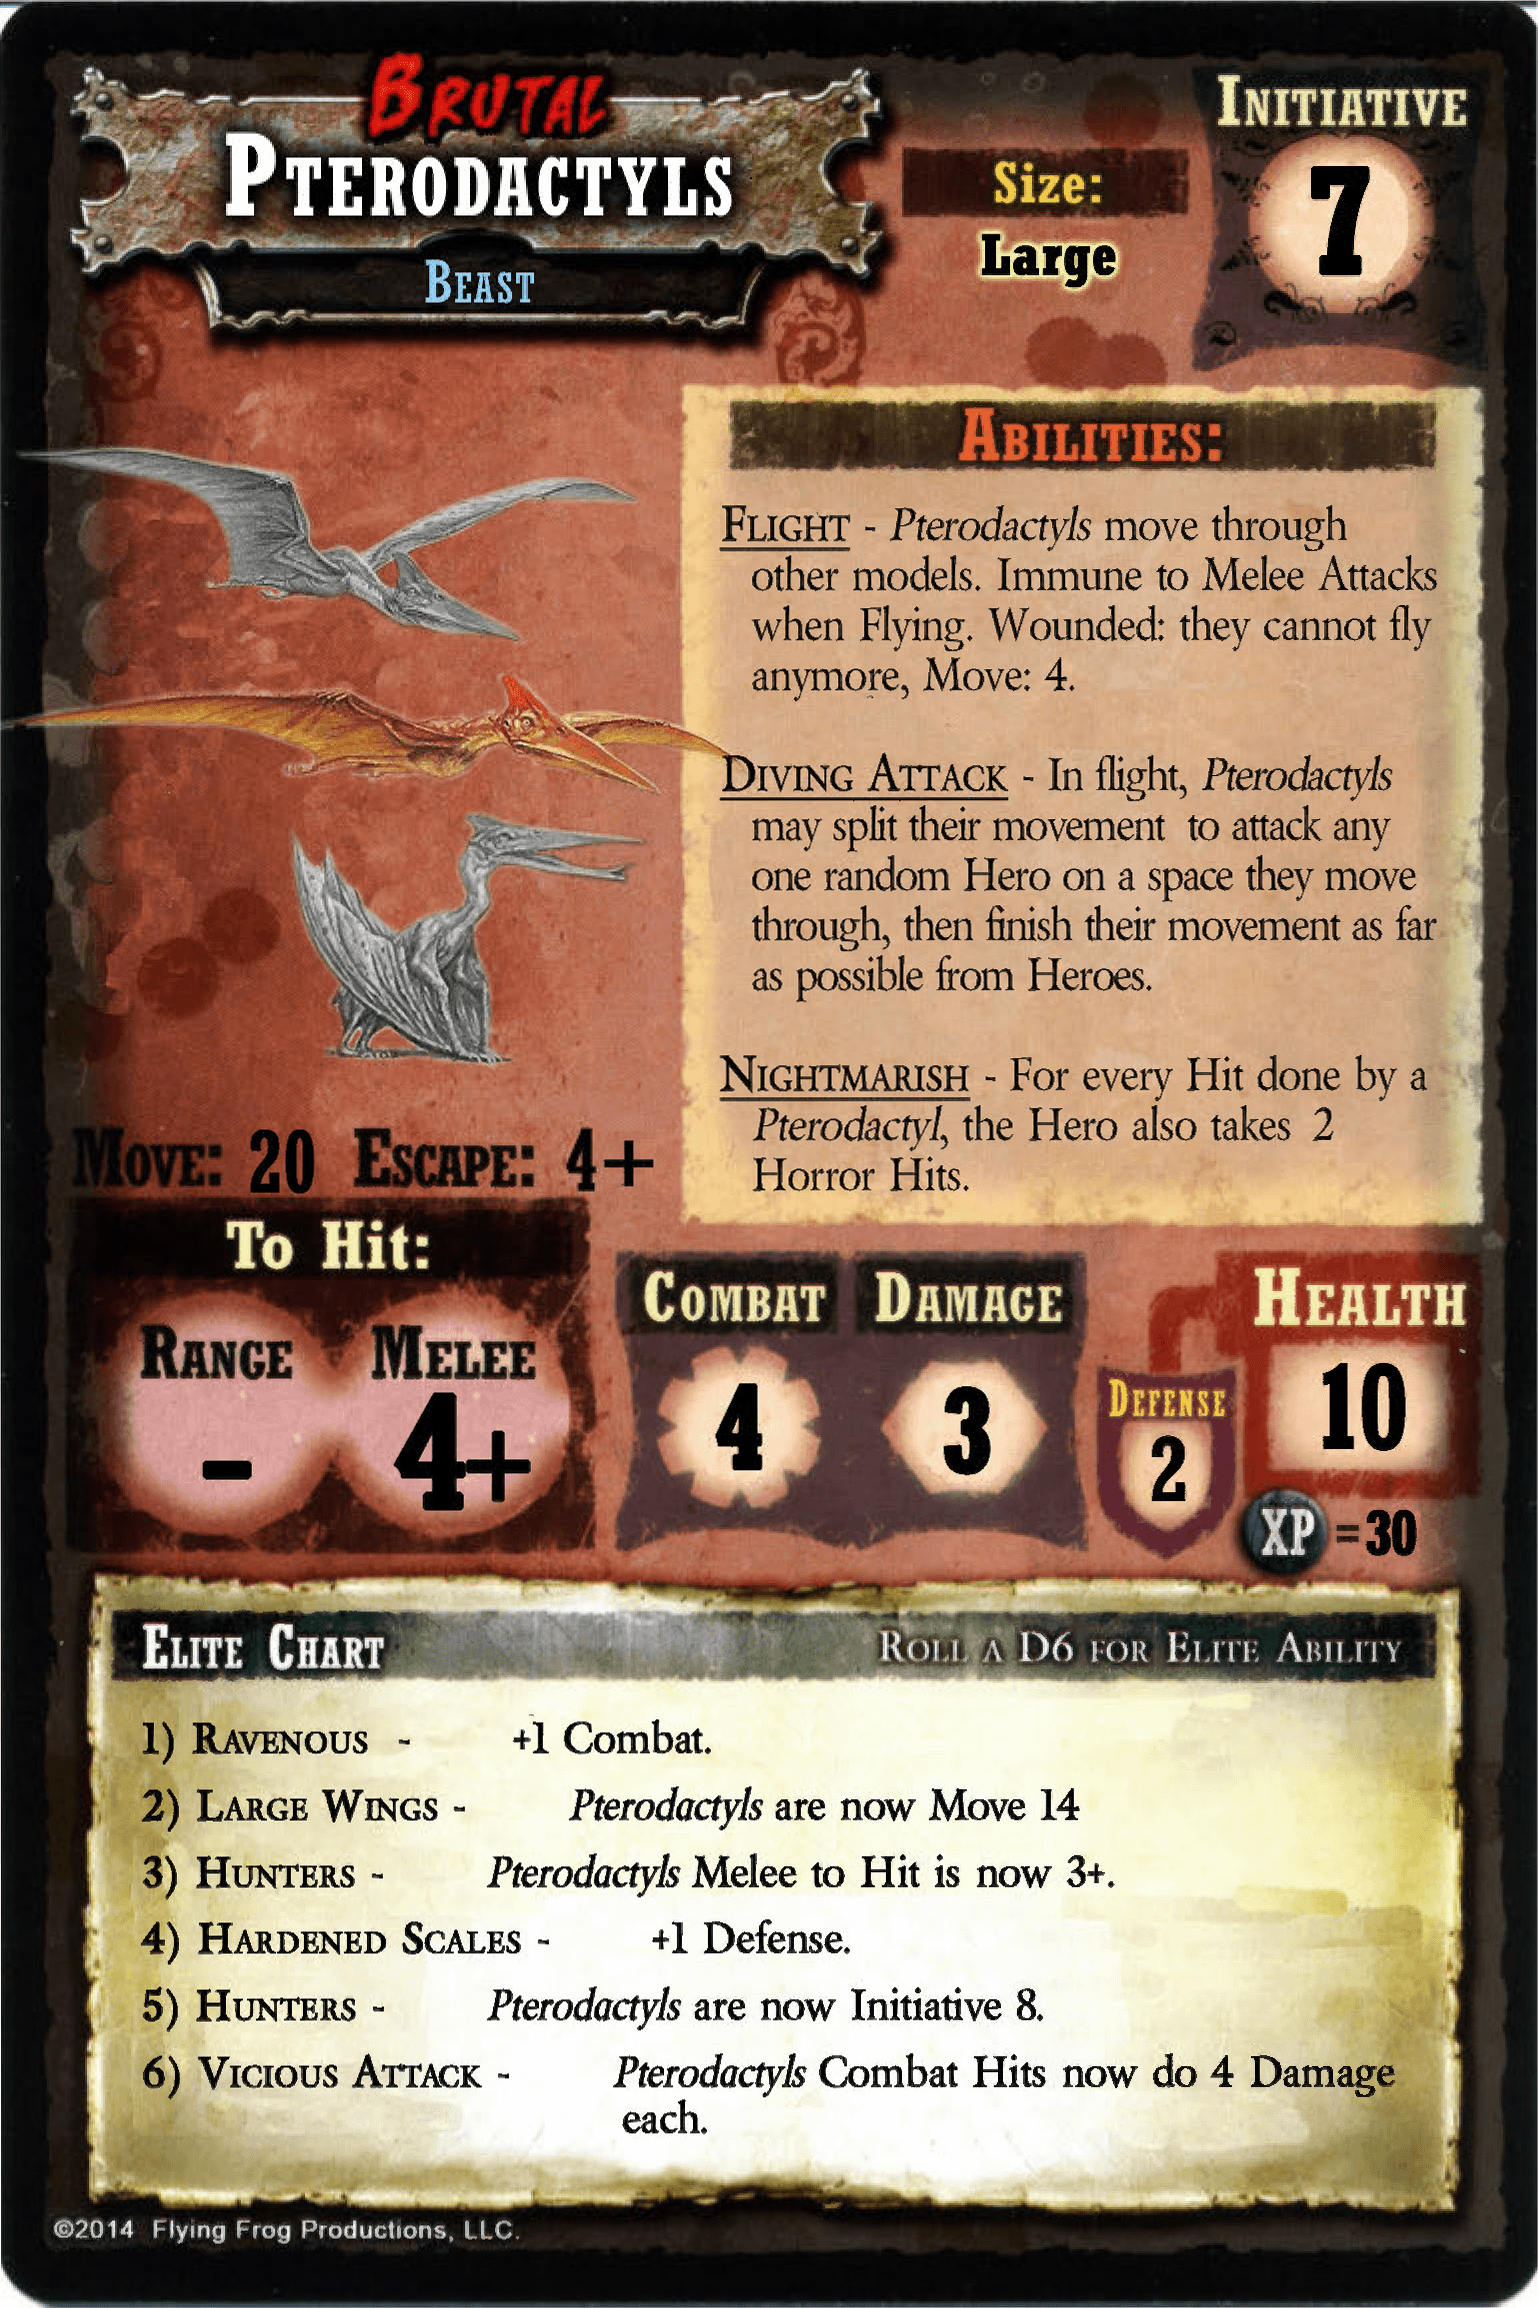 BRUTAL
PTERODACTYLS
BEAST
Size:
Large
INITIATIVE
7
ABILITIES:
FLIGHT - Pterodactyls move through
other models. Immune to Melee Attacks
when Flying. Wounded: they cannot fly
anymore, Move: 4.
DIVING ATTACK - In flight, Pterodactyls
may split their movement to attack any
one random Hero on a space they move
through, then finish their movement as far
as possible from Heroes.
NIGHTMARISH - For every Hit done by a
Pterodactyl, the Hero also takes 2
Horror Hits.
MOVE: 20 ESCAPE: 4+
To Hit:
RANGE MELEE
- 4+
COMBAT DAMAGE
4 3
DEFENSE
2
HEALTH
10
XP =30
ELITE CHART ROLL A D6 FOR ELITE ABILITY
1) RAVENOUS - +1 Combat.
2) LARGE WINGS - Pterodactyls are now Move 14
3) HUNTERS - Pterodactyls Melee to Hit is now 3+.
4) HARDENED SCALES - +1 Defense.
5) HUNTERS - Pterodactyls are now Initiative 8.
6) VICIOUS ATTACK - Pterodactyls Combat Hits now do 4 Damage
each.
©2014 Flying Frog Productions, LLC.